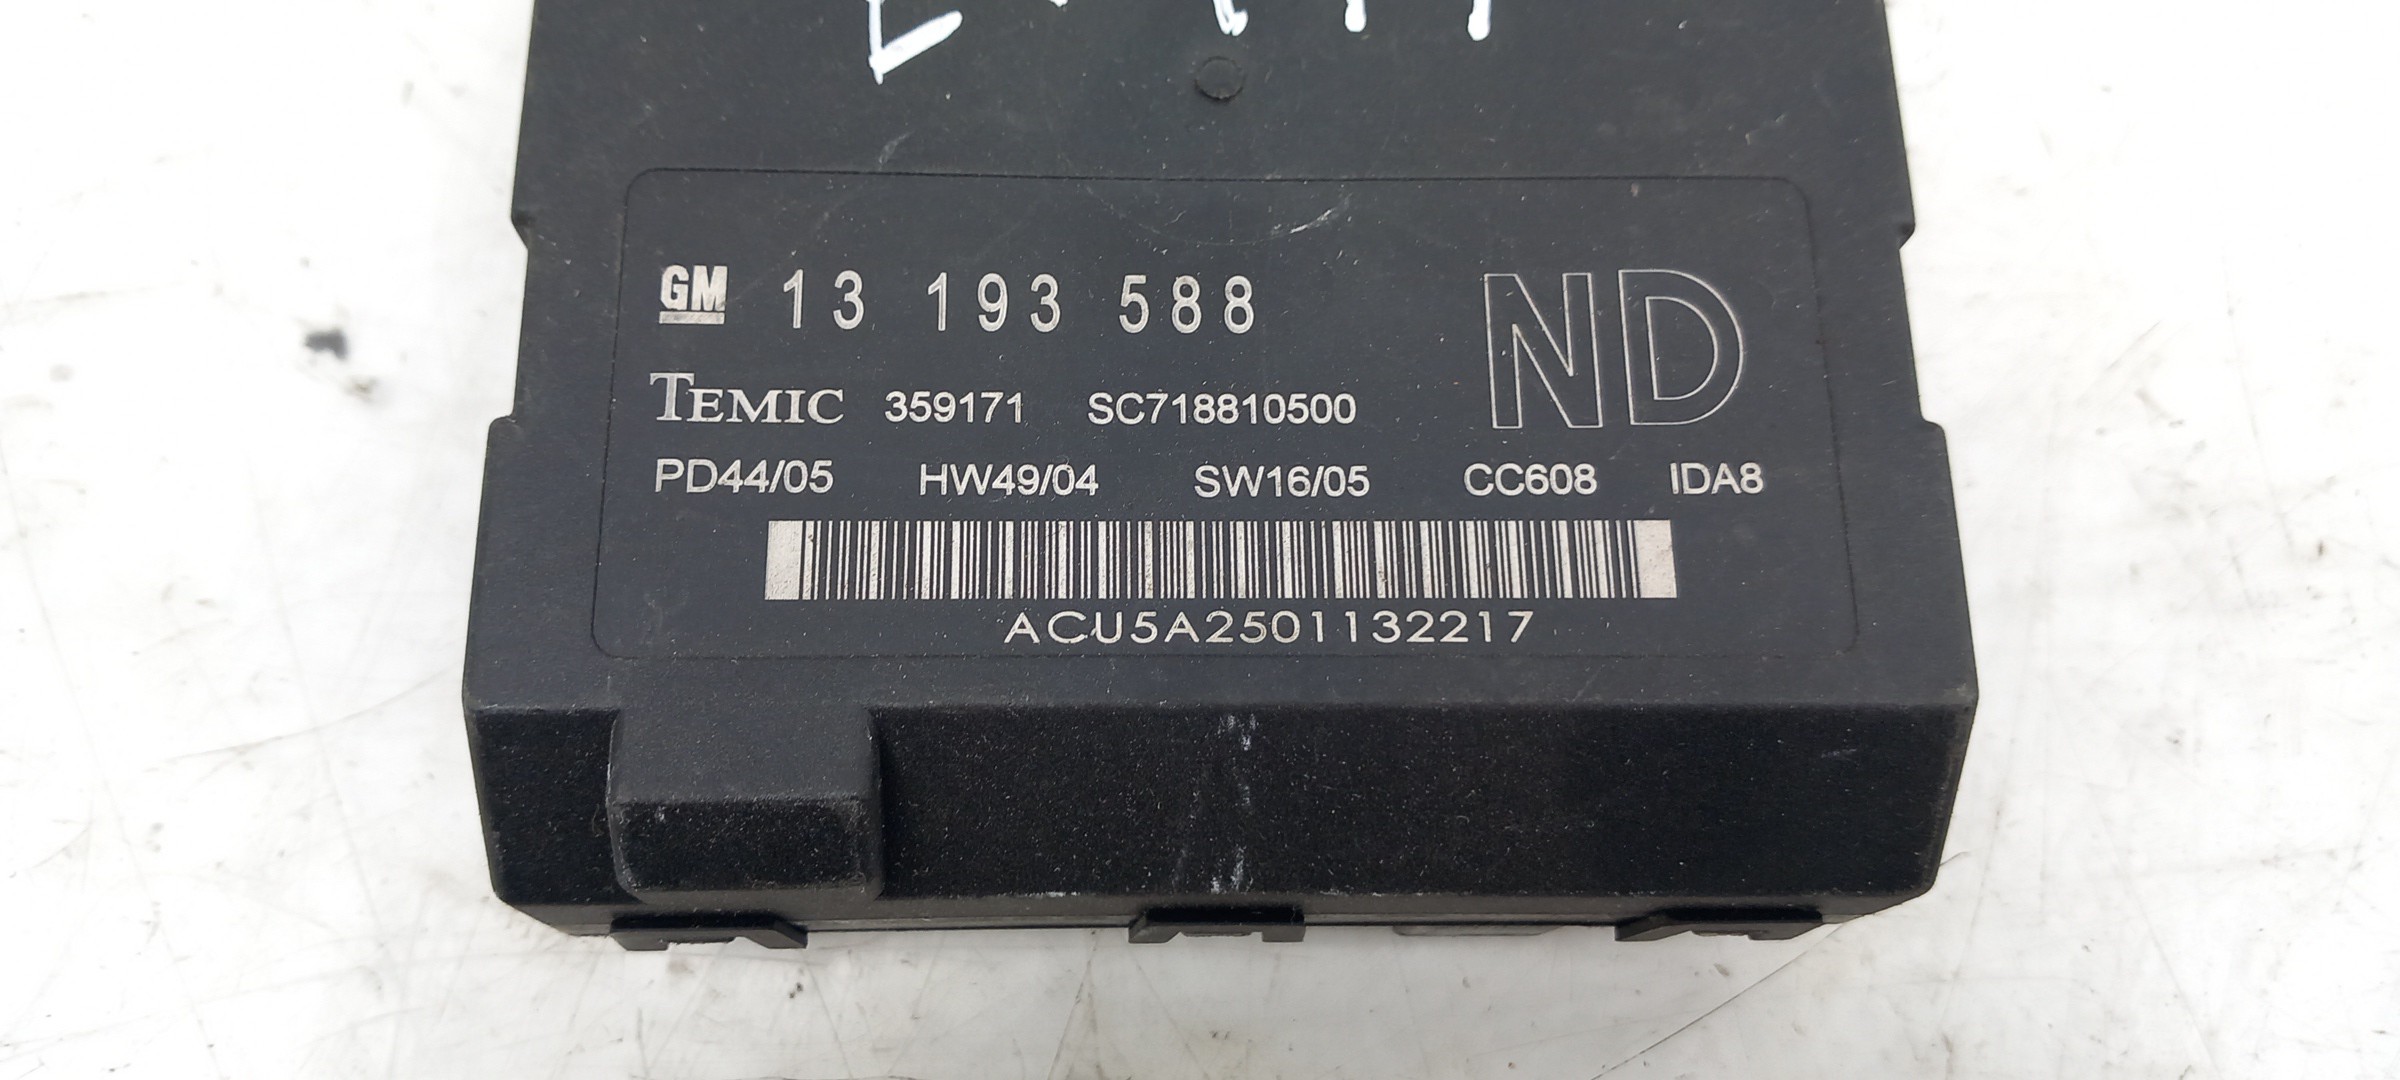 GM 13 193 588 ND
TEMIC 359171 SC718810500
PD44/05 HW49/04 SW16/05 CC608 IDA8
ACU5A2501132217